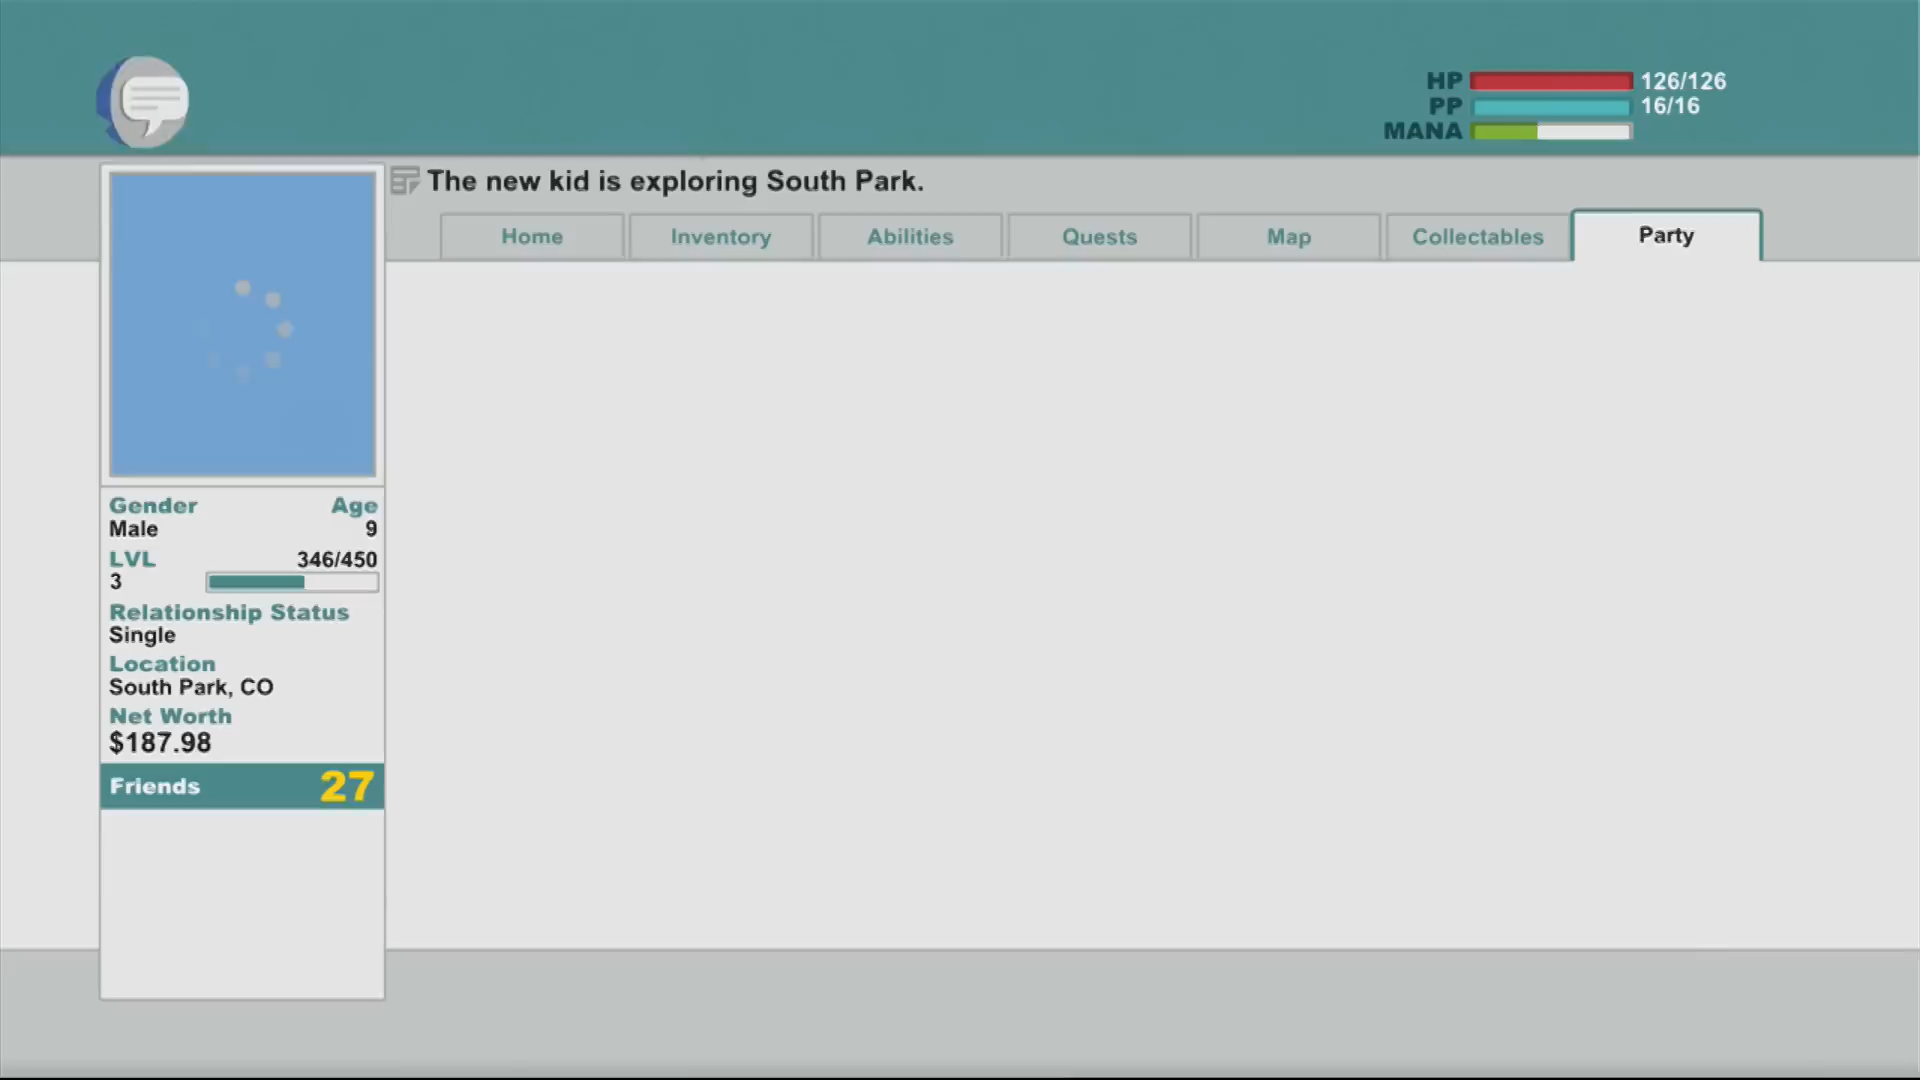 HP 126/126
PP 16/16
MANA
The new kid is exploring South Park.
Home Inventory Abilities Quests Map Collectables Party
Gender Age
Male 9
LVL 346/450
3
Relationship Status
Single
Location
South Park, CO
Net Worth
$187.98
Friends 27